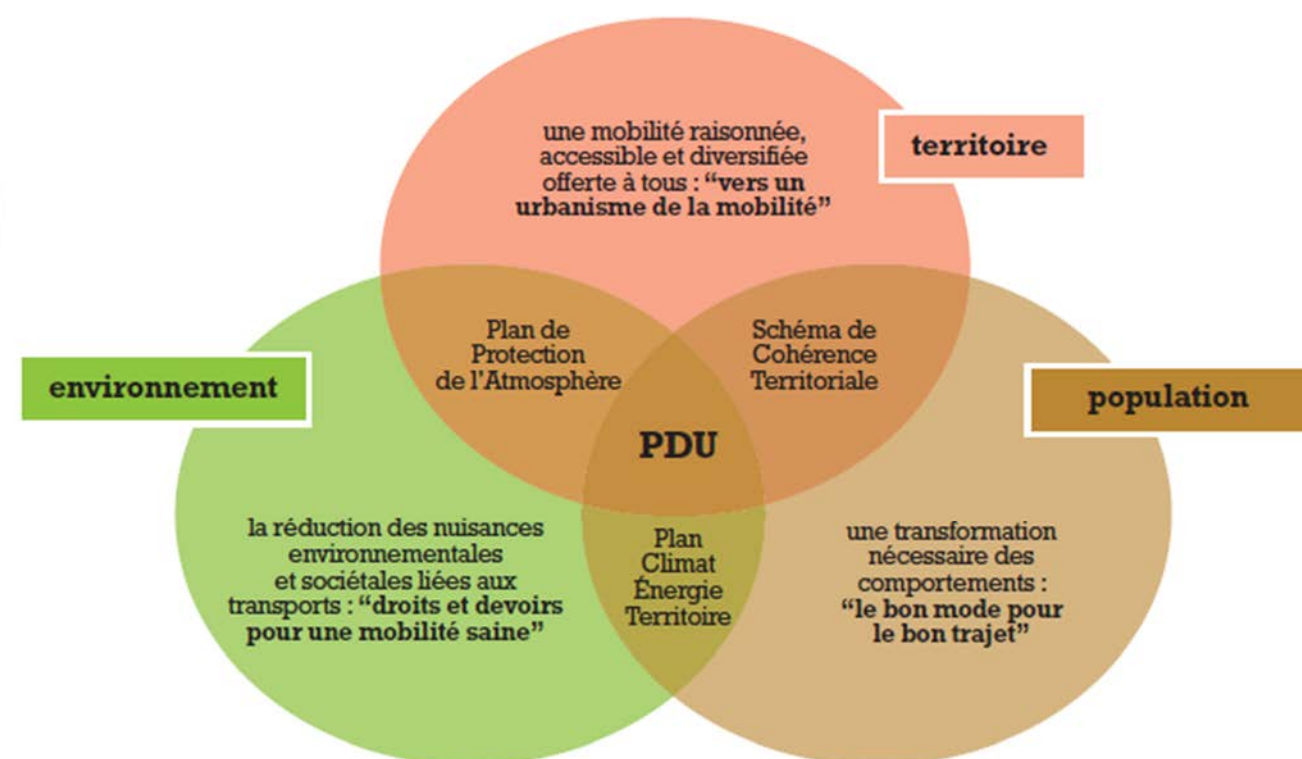 une mobilité raisonnée,
accessible et diversifiée
offerte à tous : “vers un
urbanisme de la mobilité”
territoire
Plan de
Protection
de l’Atmosphère
Schéma de
Cohérence
Territoriale
environnement
population
PDU
la réduction des nuisances
environnementales
et sociétales liées aux
transports : “droits et devoirs
pour une mobilité saine”
Plan
Climat
Énergie
Territoire
une transformation
nécessaire des
comportements :
“le bon mode pour
le bon trajet”